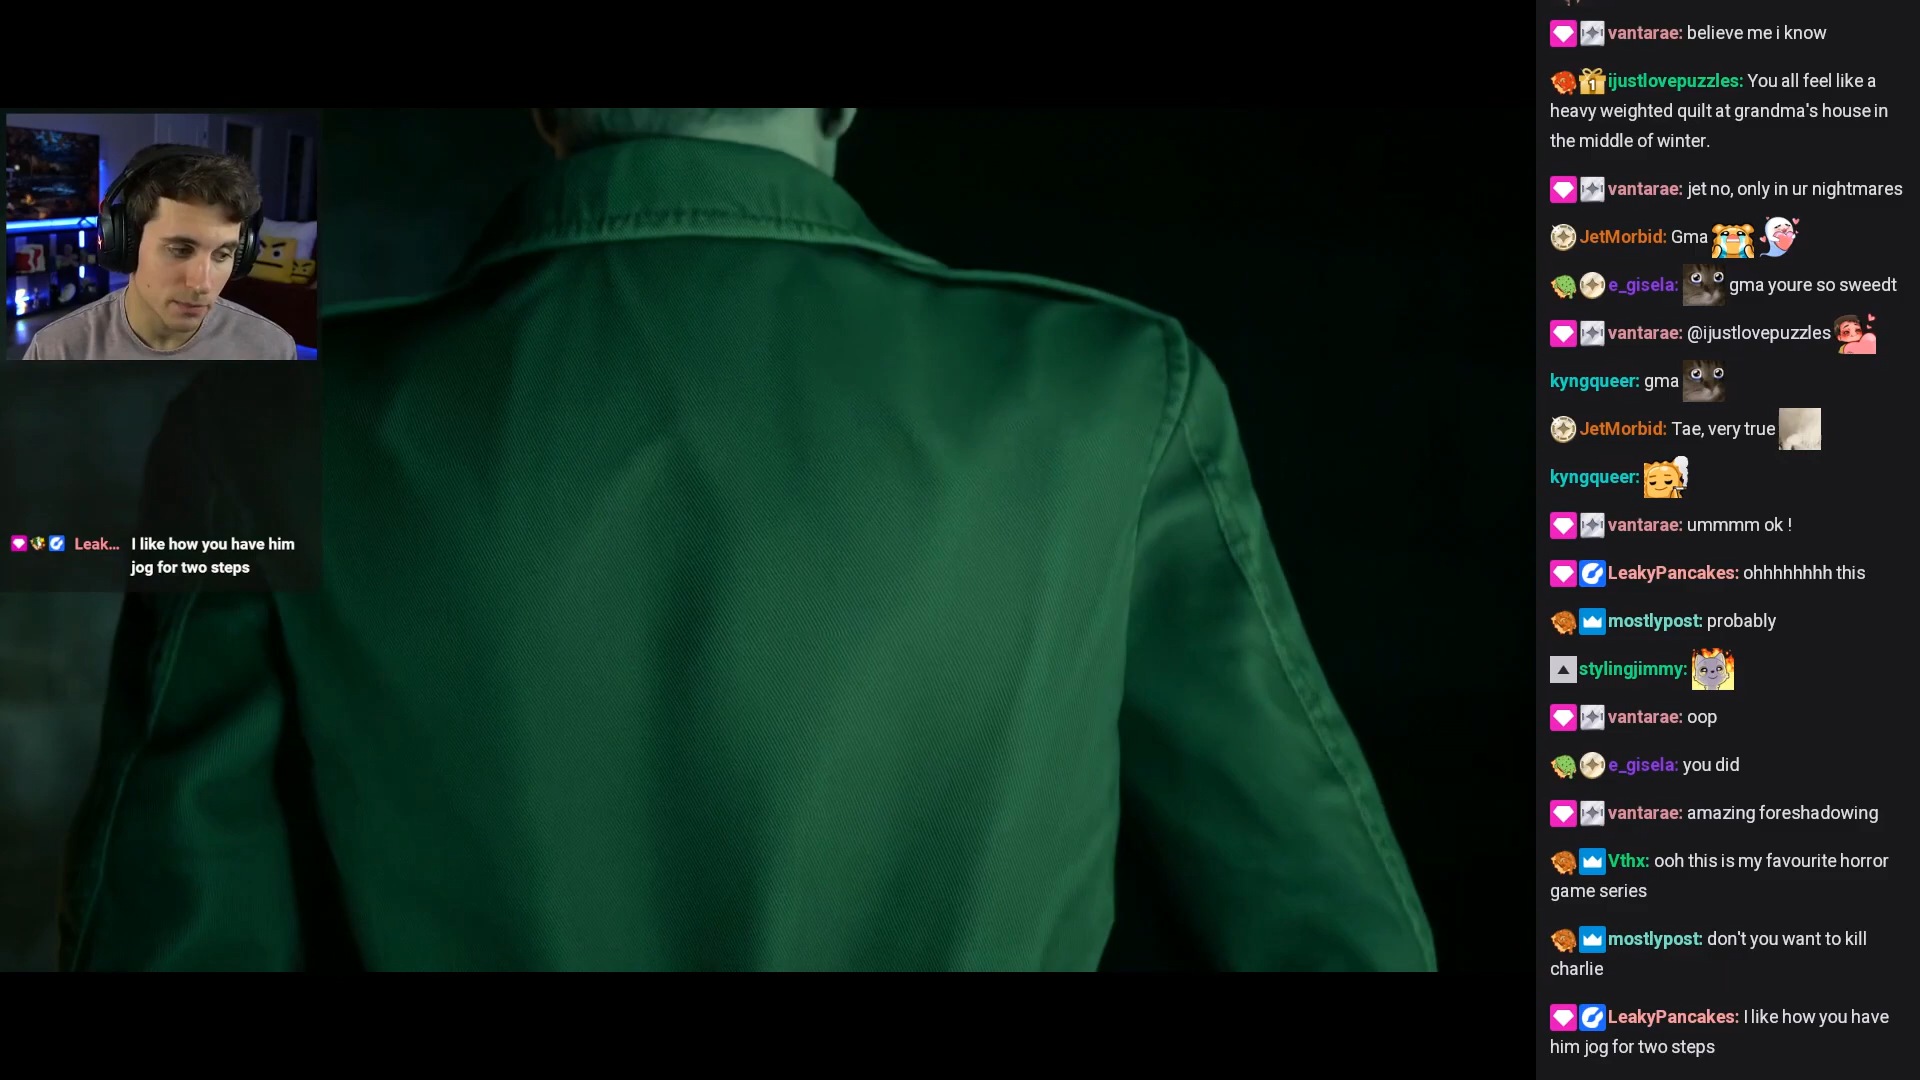 vantarae: believe me i know
ijustlovepuzzles: You all feel like a
heavy weighted quilt at grandma's house in
the middle of winter.
vantarae: jet no, only in ur nightmares
JetMorbid: Gma
e_gisela: gma youre so sweedt
vantarae: @ijustlovepuzzles
kyngqueer: gma
JetMorbid: Tae, very true
kyngqueer:
vantarae: ummmm ok !
LeakyPancakes: ohhhhhhhh this
mostlypost: probably
stylingjimmy:
vantarae: oop
e_gisela: you did
vantarae: amazing foreshadowing
Vthx: ooh this is my favourite horror
game series
mostlypost: don't you want to kill
charlie
LeakyPancakes: I like how you have
him jog for two steps
Leak... I like how you have him
jog for two steps